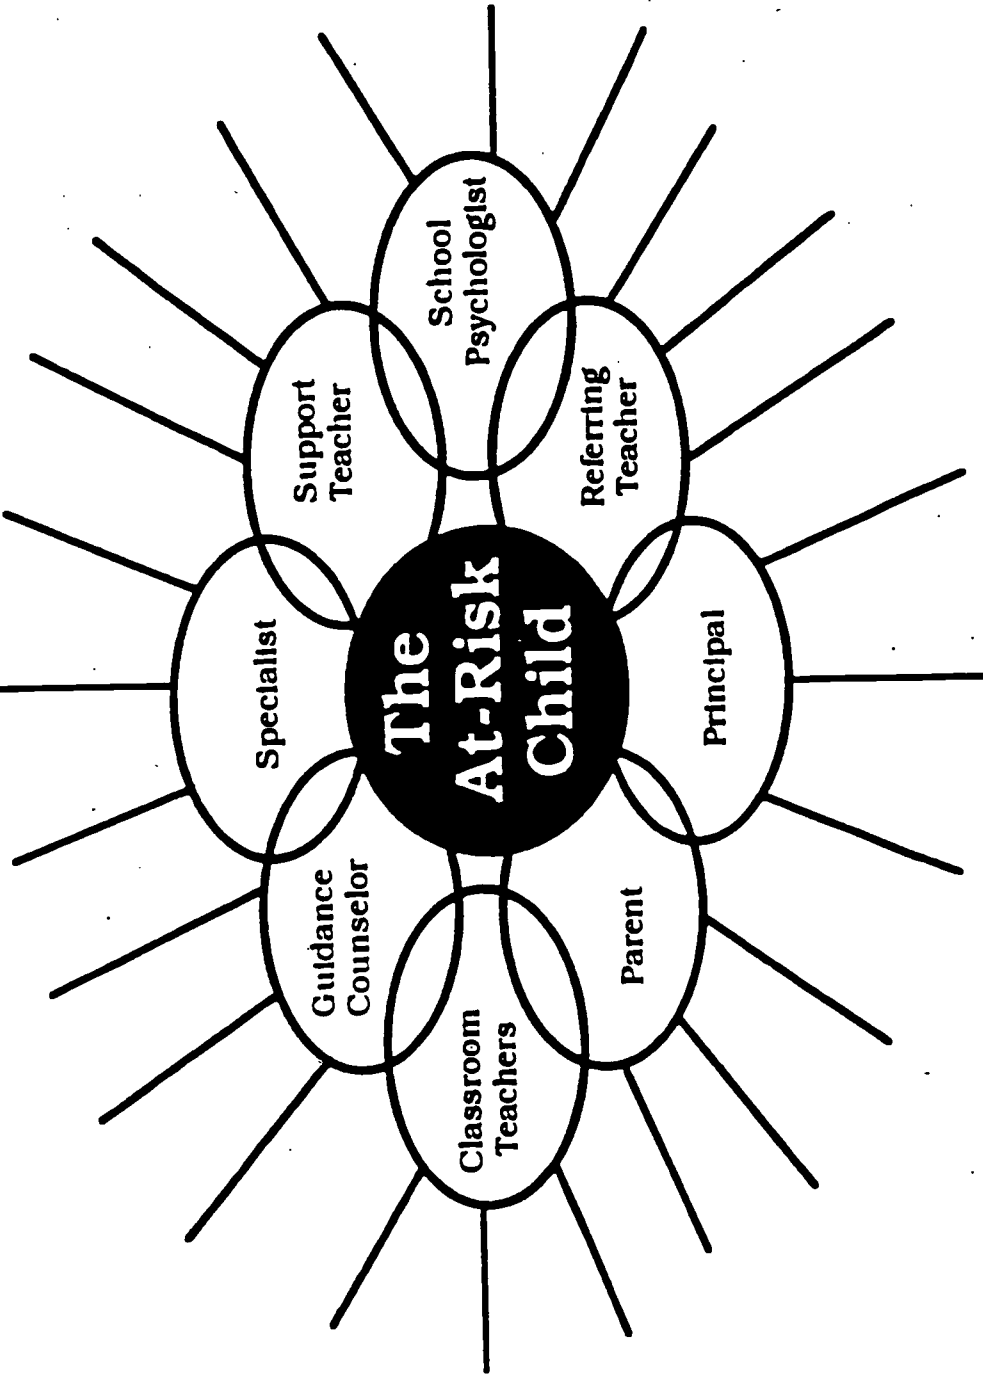 Specialist
Guidance
Counselor
Support
Teacher
Classroom
Teachers
The
At-Risk
Child
School
Psychologist
Parent
Referring
Teacher
Principal